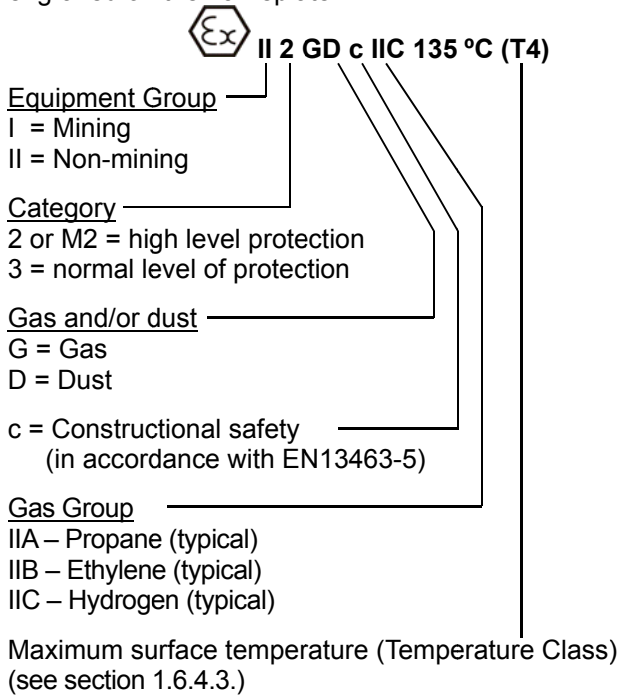 Ex II 2 GD c IIC 135 ºC (T4)
Equipment Group
I = Mining
II = Non-mining
Category
2 or M2 = high level protection
3 = normal level of protection
Gas and/or dust
G = Gas
D = Dust
c = Constructional safety
(in accordance with EN13463-5)
Gas Group
IIA – Propane (typical)
IIB – Ethylene (typical)
IIC – Hydrogen (typical)
Maximum surface temperature (Temperature Class)
(see section 1.6.4.3.)